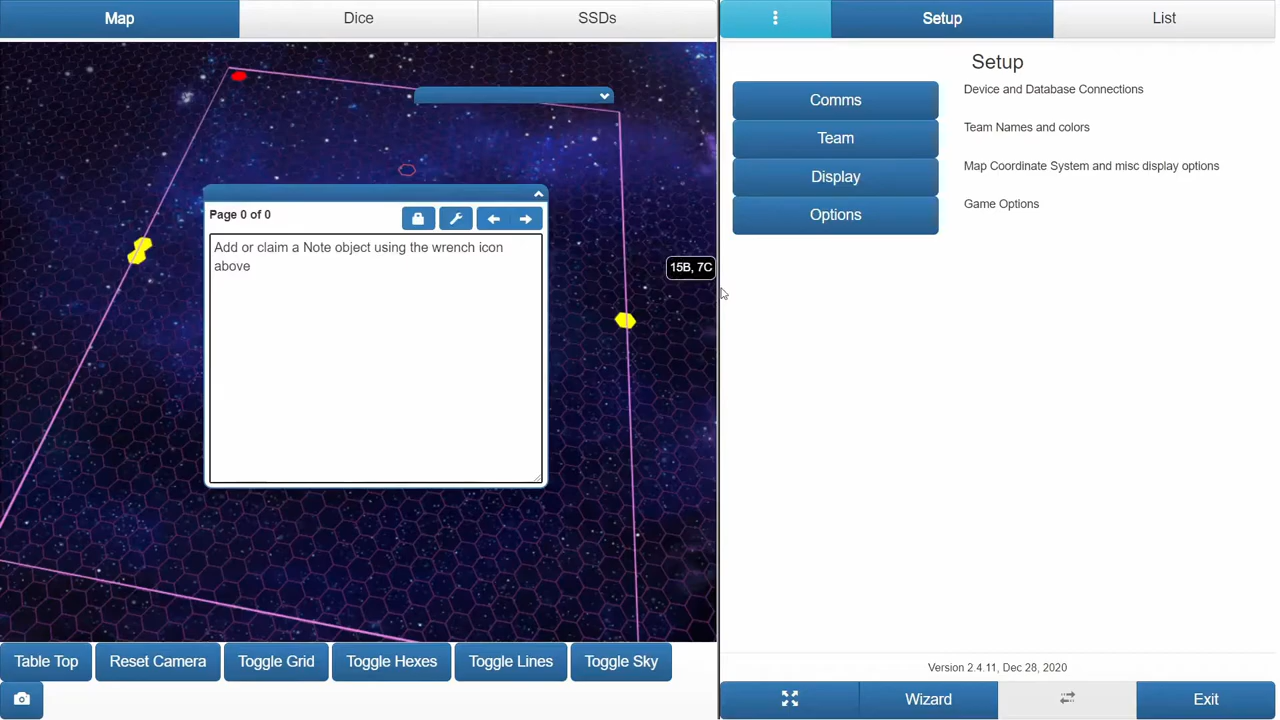 Map
Dice
SSDs
Setup
List
Setup
Comms
Device and Database Connections
Team
Team Names and colors
Display
Map Coordinate System and misc display options
Options
Game Options
Page 0 of 0
Add or claim a Note object using the wrench icon
above
15B, 7C
Table Top
Reset Camera
Toggle Grid
Toggle Hexes
Toggle Lines
Toggle Sky
Version 2.4.11, Dec 28, 2020
Wizard
Exit